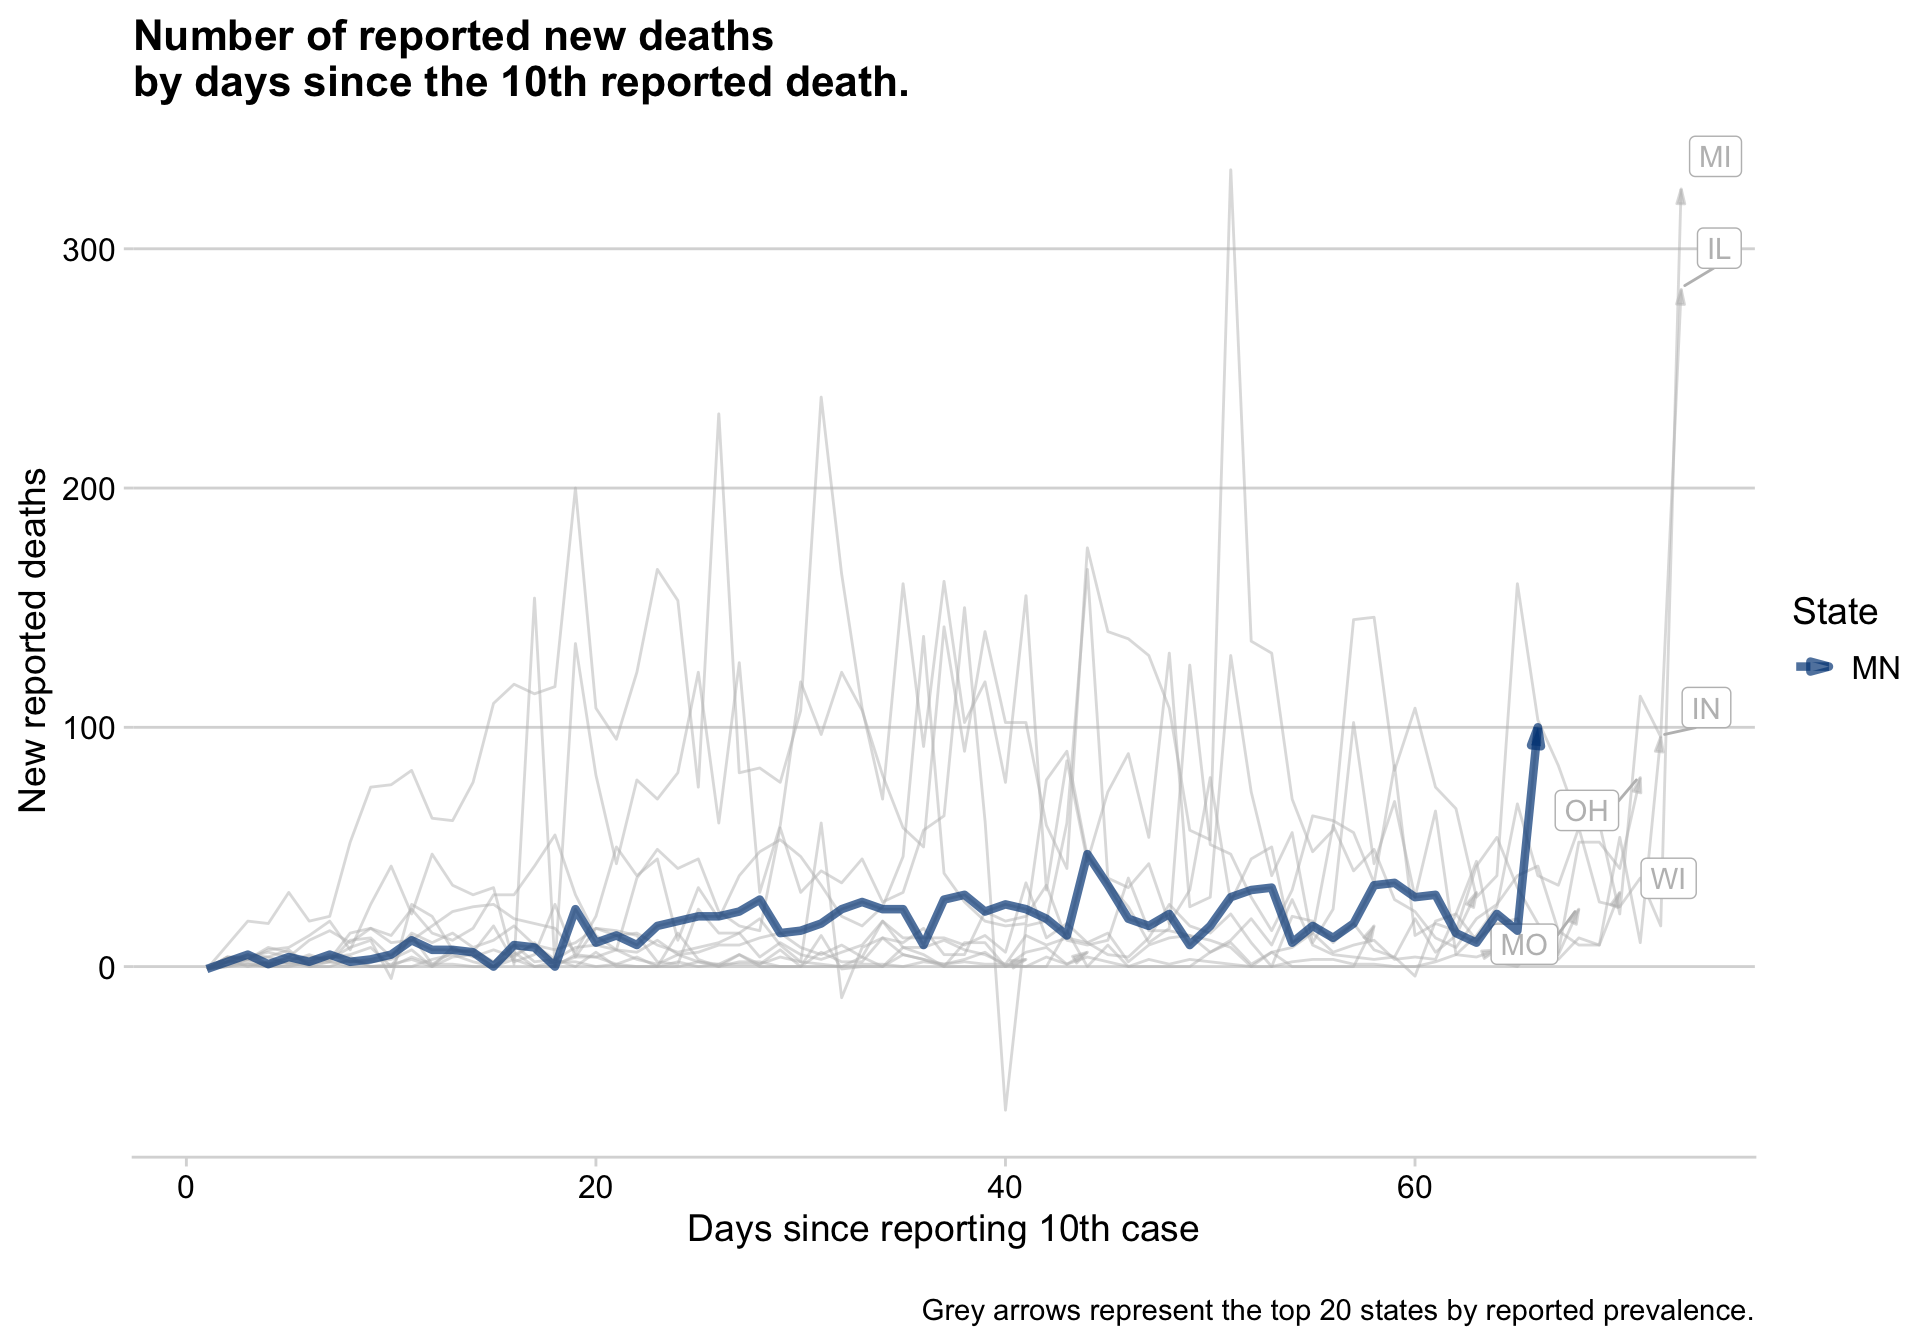 Number of reported new deaths
by days since the 10th reported death.
MI
IL
300
200
New reported deaths
State
MN
IN
100
OH
WI
MO
0
0
20
40
60
Days since reporting 10th case
Grey arrows represent the top 20 states by reported prevalence.